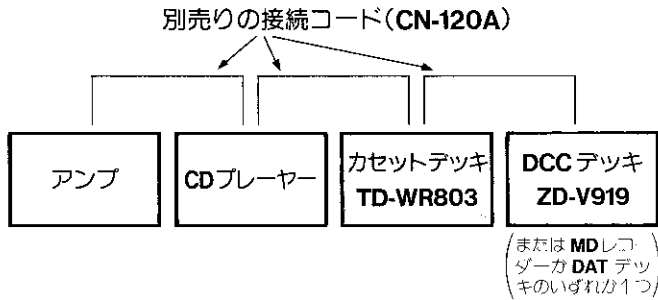 別売りの接続コード(CN-120A)
アンプ
CDプレーヤー
カセットデッキ
TD-WR803
DCCデッキ
ZD-V919
(または MDレコー
ダーか DAT デッ
キのいずれか1つ)